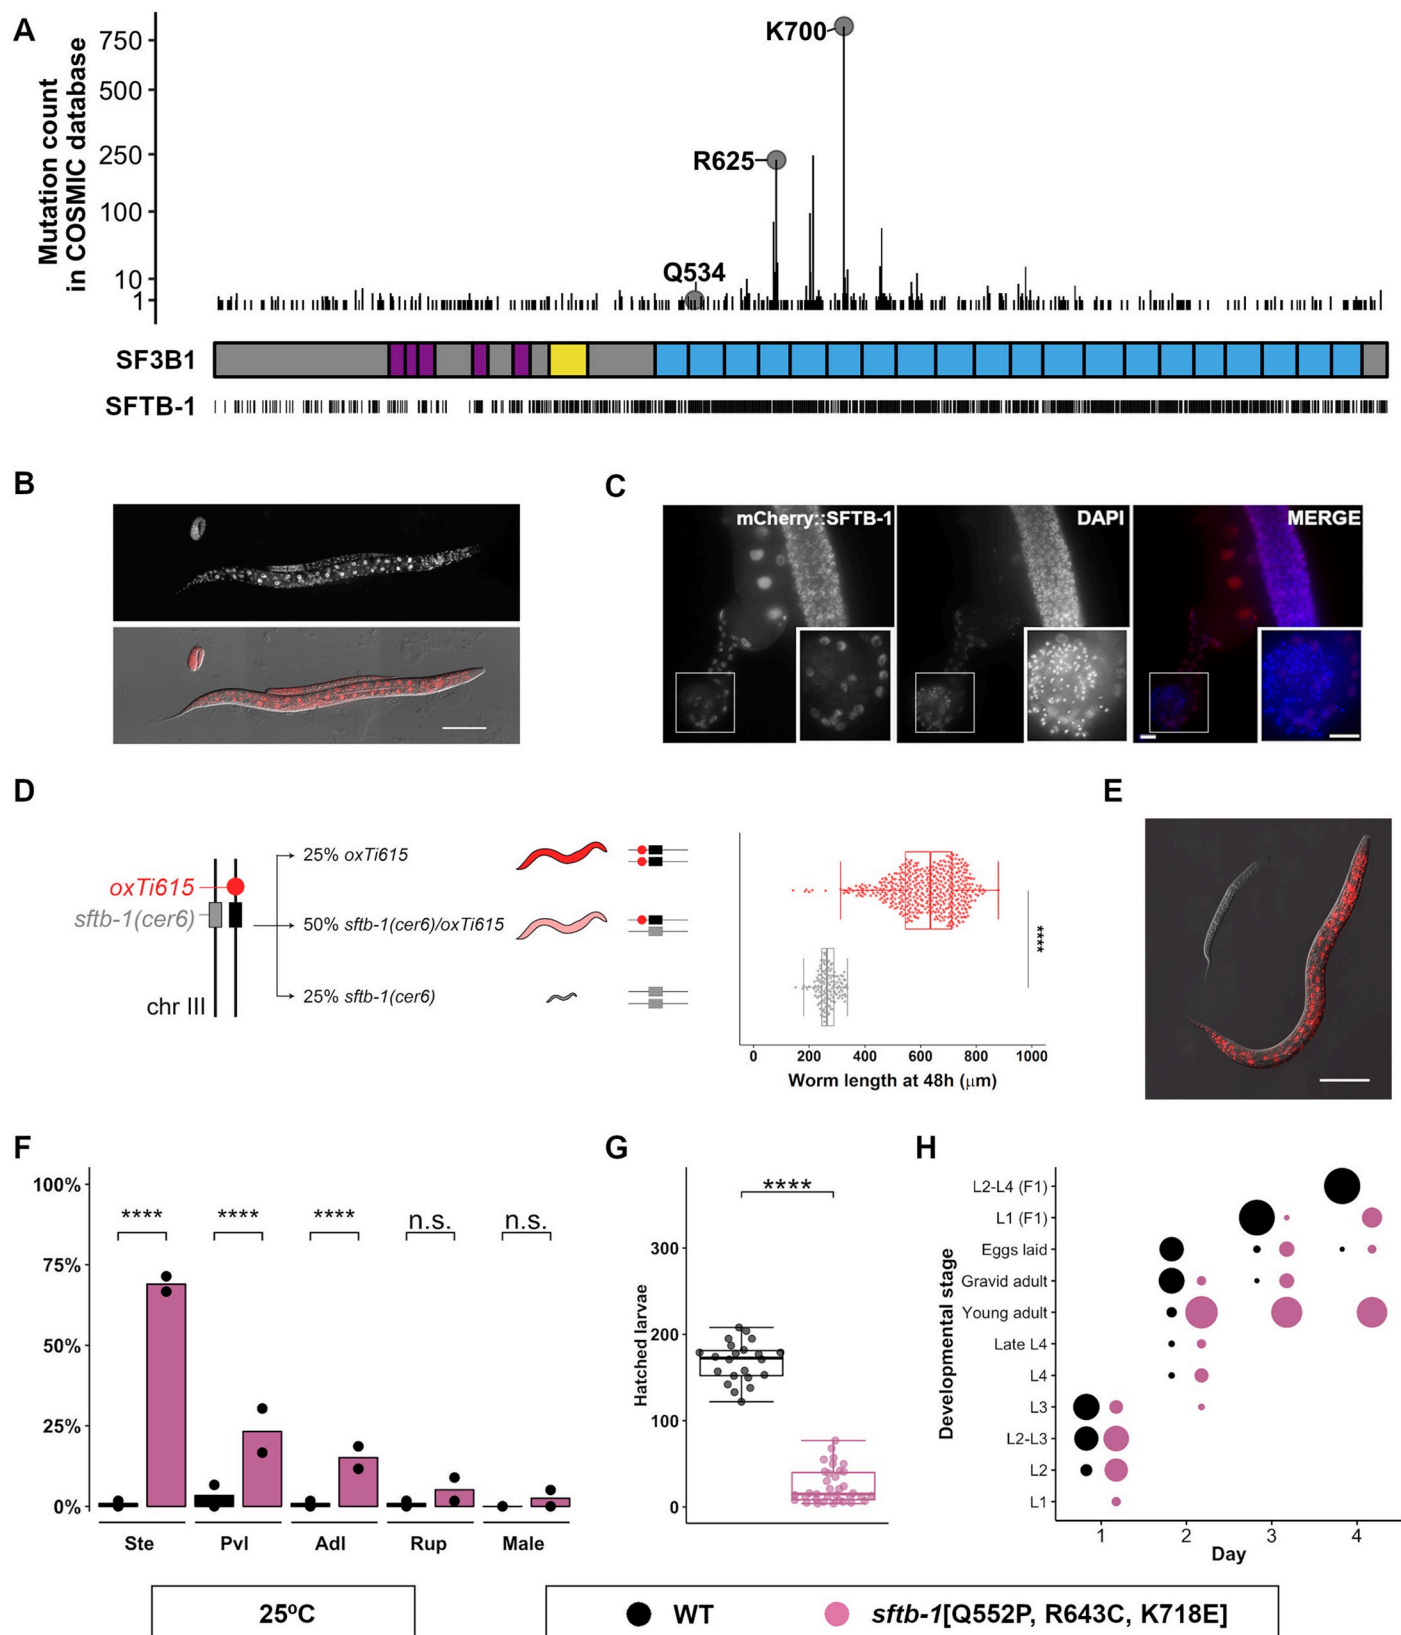 A
Mutation count
in COSMIC database
750
500
250
100
10
1
K700
R625
Q534
SF3B1
SFTB-1
B
C
mCherry::SFTB-1
DAPI
MERGE
D
E
oxTi615
sftb-1(cer6)
chr III
25% oxTi615
50% sftb-1(cer6)/oxTi615
25% sftb-1(cer6)
****
0 200 400 600 800 1000
Worm length at 48h (μm)
F
100%
75%
50%
25%
0%
**** **** **** n.s. n.s.
Ste Pvl Adl Rup Male
G
****
Hatched larvae
300
200
100
0
H
Developmental stage
L2-L4 (F1)
L1 (F1)
Eggs laid
Gravid adult
Young adult
Late L4
L4
L3
L2-L3
L2
L1
1 2 3 4
Day
25ºC
WT
sftb-1[Q552P, R643C, K718E]